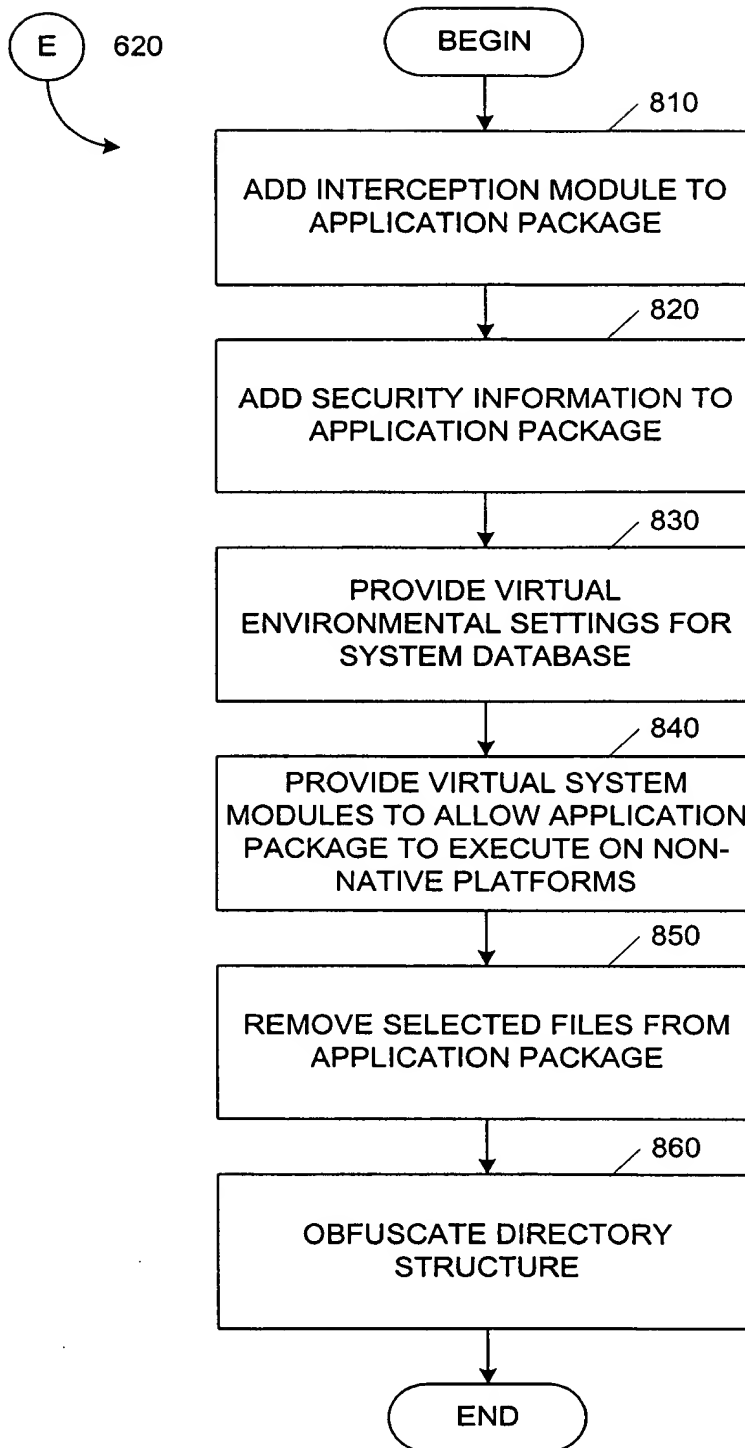 E 620
BEGIN
810
ADD INTERCEPTION MODULE TO
APPLICATION PACKAGE
820
ADD SECURITY INFORMATION TO
APPLICATION PACKAGE
830
PROVIDE VIRTUAL
ENVIRONMENTAL SETTINGS FOR
SYSTEM DATABASE
840
PROVIDE VIRTUAL SYSTEM
MODULES TO ALLOW APPLICATION
PACKAGE TO EXECUTE ON NON-
NATIVE PLATFORMS
850
REMOVE SELECTED FILES FROM
APPLICATION PACKAGE
860
OBFUSCATE DIRECTORY
STRUCTURE
END